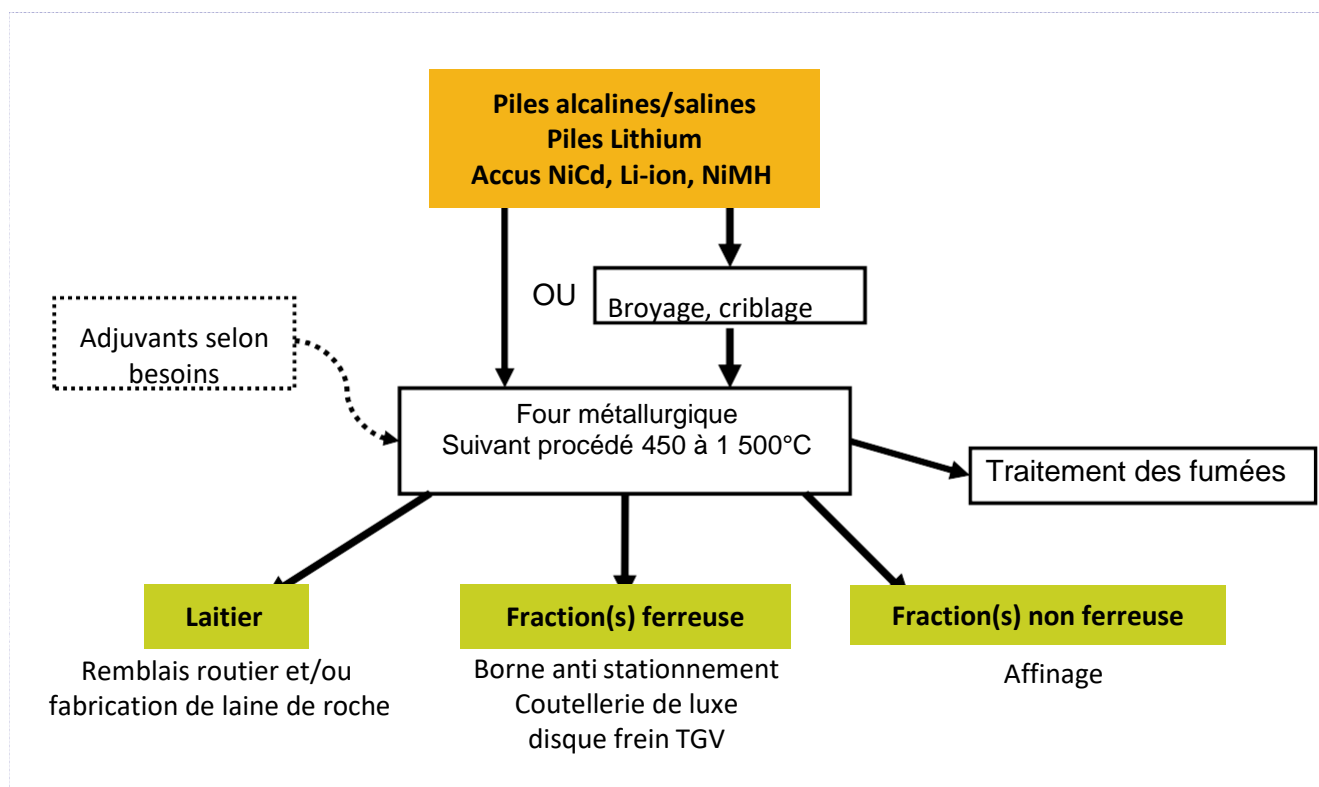 Piles alcalines/salines
Piles Lithium
Accus NiCd, Li-ion, NiMH
OU
Broyage, criblage
Adjuvants selon
besoins
Four métallurgique
Suivant procédé 450 à 1 500°C
Traitement des fumées
Laitier
Remblais routier et/ou
fabrication de laine de roche
Fraction(s) ferreuse
Borne anti stationnement
Coutellerie de luxe
disque frein TGV
Fraction(s) non ferreuse
Affinage